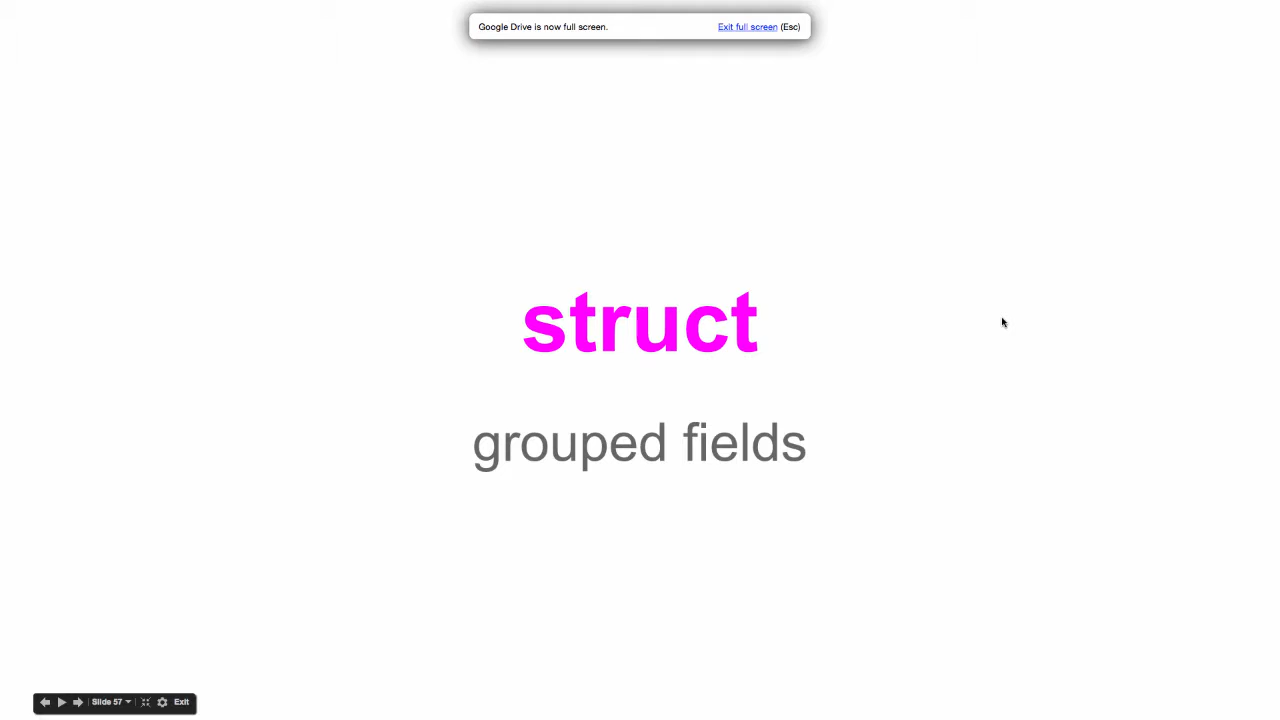 Google Drive is now full screen. Exit full screen (Esc)
struct
grouped fields
Slide 57 Exit